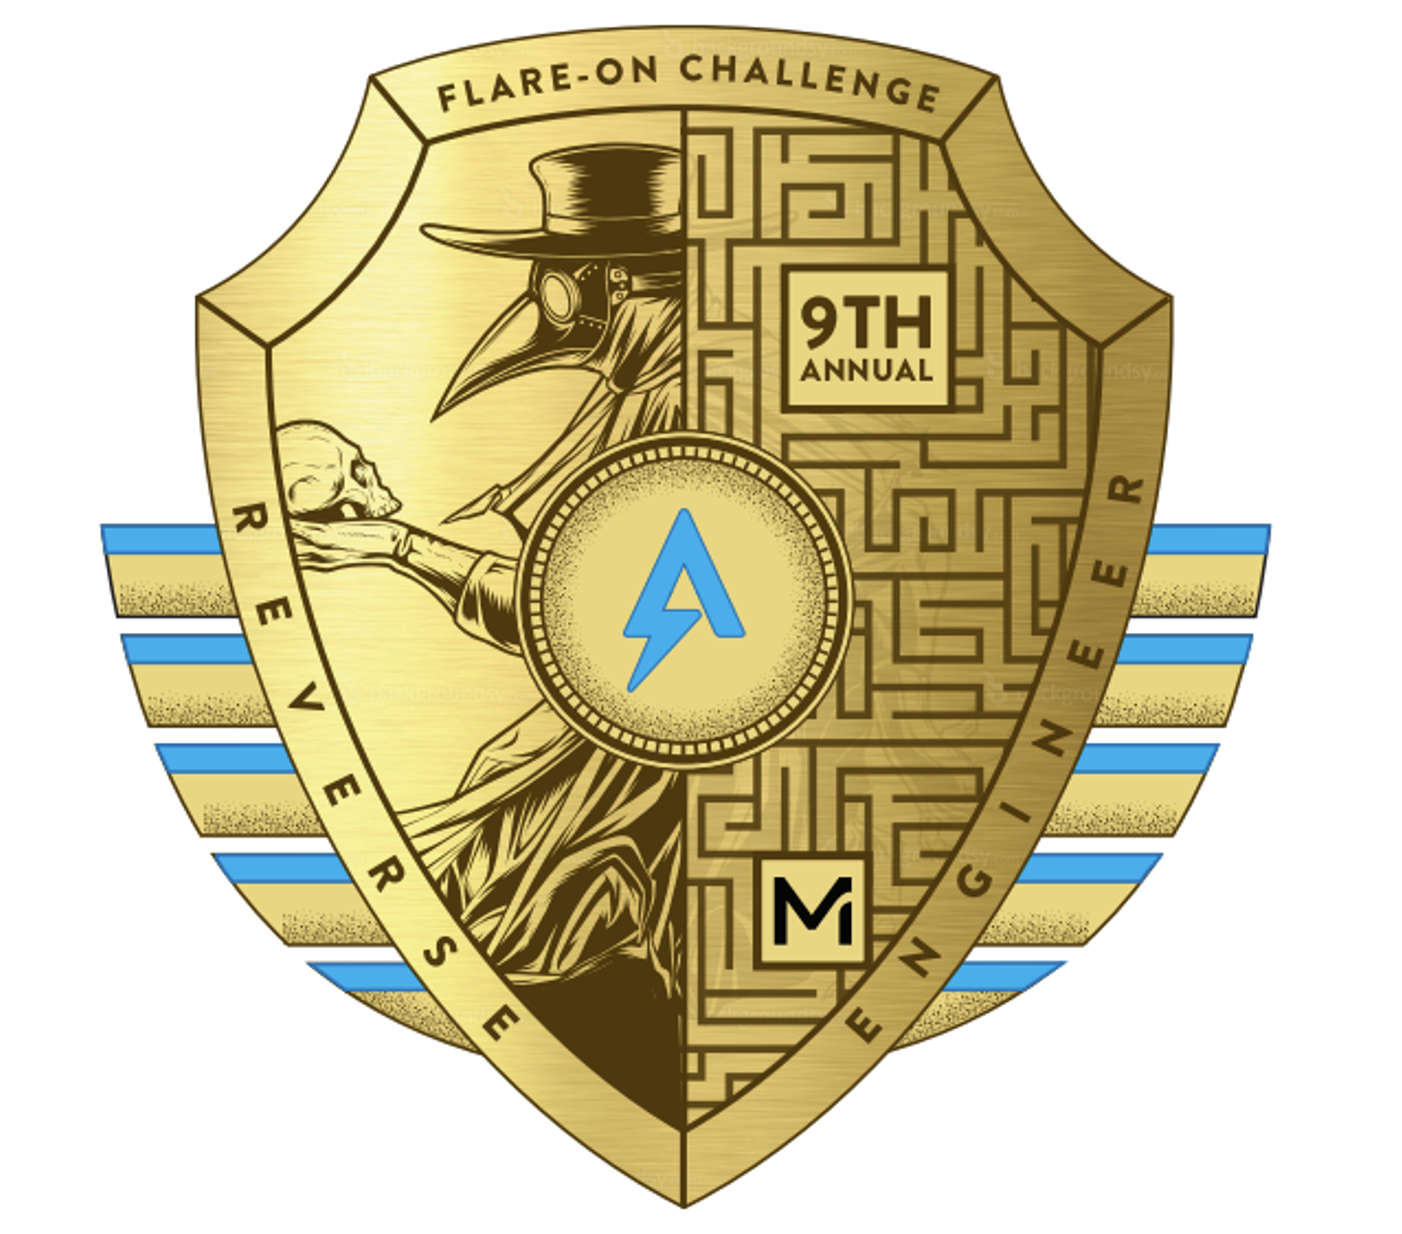 FLARE-ON CHALLENGE
9TH
ANNUAL
REVERSE
ENGINEER
M